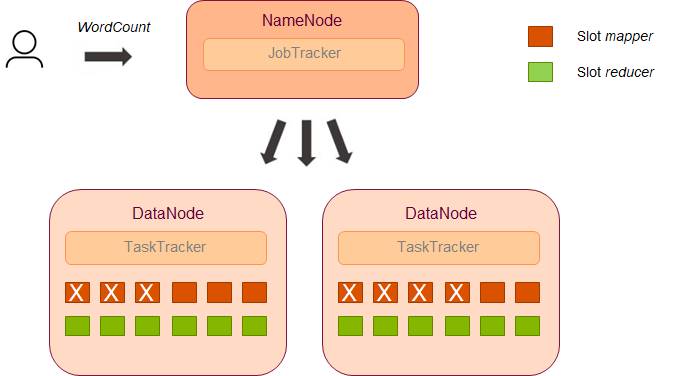 WordCount
NameNode
JobTracker
Slot mapper
Slot reducer
DataNode
TaskTracker
X X X
DataNode
TaskTracker
X X X X